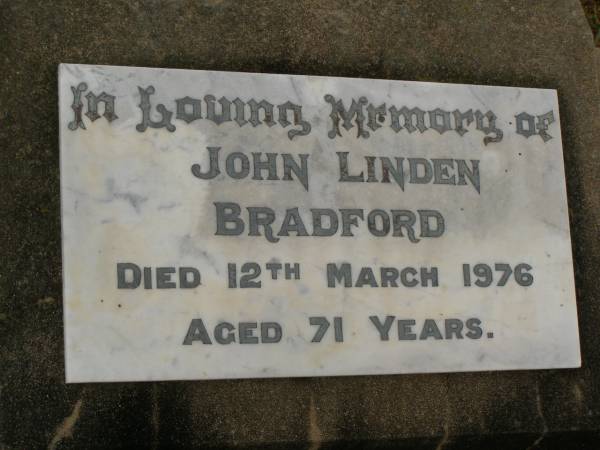 In Loving Memory of
John Linden
Bradford
Died 12th March 1976
Aged 71 Years.